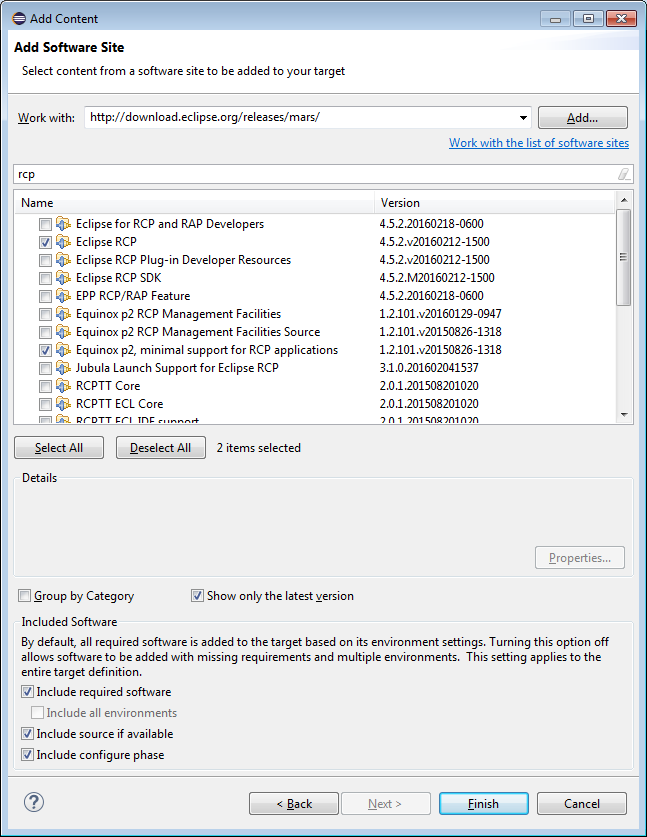 Add Content
Add Software Site
Select content from a software site to be added to your target
Work with: http://download.eclipse.org/releases/mars/ Add...
Work with the list of software sites
rcp
Name Version
Eclipse for RCP and RAP Developers 4.5.2.20160218-0600
Eclipse RCP 4.5.2.v20160212-1500
Eclipse RCP Plug-in Developer Resources 4.5.2.v20160212-1500
Eclipse RCP SDK 4.5.2.M20160212-1500
EPP RCP/RAP Feature 4.5.2.20160218-0600
Equinox p2 RCP Management Facilities 1.2.101.v20160129-0947
Equinox p2 RCP Management Facilities Source 1.2.101.v20150826-1318
Equinox p2, minimal support for RCP applications 1.2.101.v20150826-1318
Jubula Launch Support for Eclipse RCP 3.1.0.201602041537
RCPTT Core 2.0.1.201508201020
RCPTT ECL Core 2.0.1.201508201020
RCPTT ECL IDE support 2.0.1.201508201020
Select All Deselect All 2 items selected
Details
Properties...
Group by Category Show only the latest version
Included Software
By default, all required software is added to the target based on its environment settings. Turning this option off
allows software to be added with missing requirements and multiple environments. This setting applies to the
entire target definition.
Include required software
Include all environments
Include source if available
Include configure phase
? < Back Next > Finish Cancel